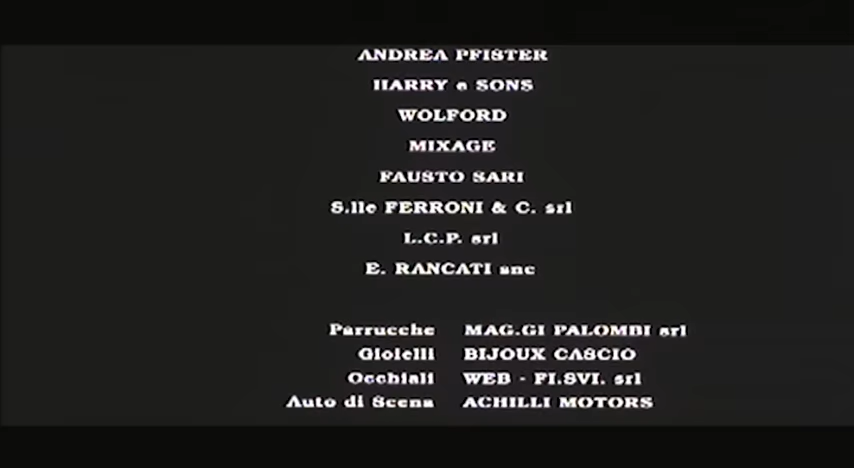 ANDREA PFISTER
HARRY e SONS
WOLFORD
MIXAGE
FAUSTO SARI
S.lle FERRONI & C. srl
L.C.P. srl
E. RANCATI snc
Parrucche MAG.GI PALOMBI srl
Gioielli BIJOUX CASCIO
Occhiali WEB - FI.SVI. srl
Auto di Scena ACHILLI MOTORS